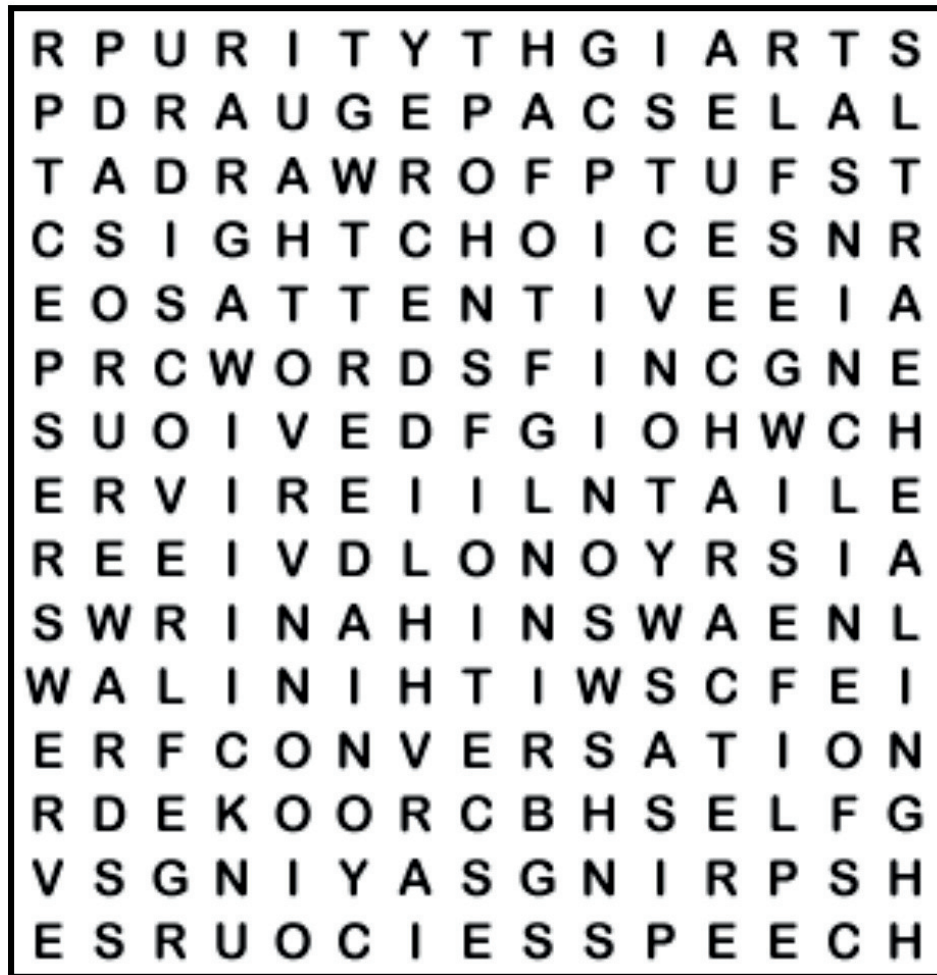 R P U R I T Y T H G I A R T S
P D R A U G E P A C S E L A L
T A D R A W R O F P T U F S T
C S I G H T C H O I C E S N R
E O S A T T E N T I V E E I A
P R C W O R D S F I N C G N E
S U O I V E D F G I O H W C H
E R V I R E I I L N T A I L E
R E E I V D L O N O Y R S I A
S W R I N A H I N S W A E N L
W A L I N I H T I W S C F E I
E R F C O N V E R S A T I O N
R D E K O O R C B H S E L F G
V S G N I Y A S G N I R P S H
E S R U O C I E S S P E E C H